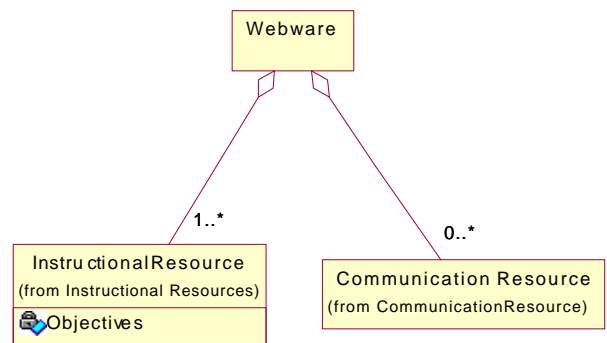 Webware
1..*
0..*
InstructionalResource
(from Instructional Resources)
Objectives
Communication Resource
(from CommunicationResource)